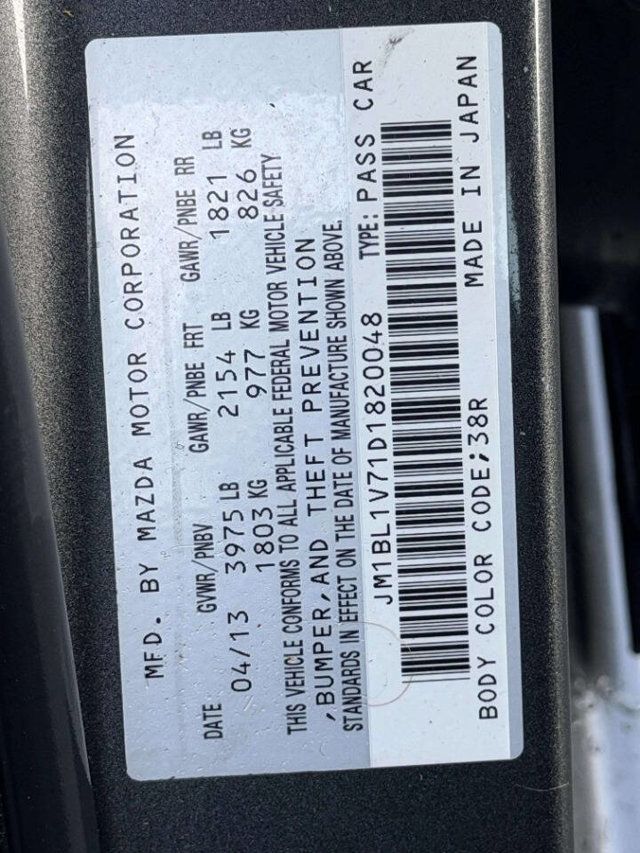 MFD. BY MAZDA MOTOR CORPORATION
DATE GVWR/PNBV GAWR/PNBE FRT GAWR/PNBE RR
04/13 3975 LB 2154 LB 1821 LB
1803 KG 977 KG 826 KG
THIS VEHICLE CONFORMS TO ALL APPLICABLE FEDERAL MOTOR VEHICLE SAFETY
,BUMPER,AND THEFT PREVENTION
STANDARDS IN EFFECT ON THE DATE OF MANUFACTURE SHOWN ABOVE.
JM1BL1V71D1820048 TYPE: PASS CAR
BODY COLOR CODE;38R MADE IN JAPAN